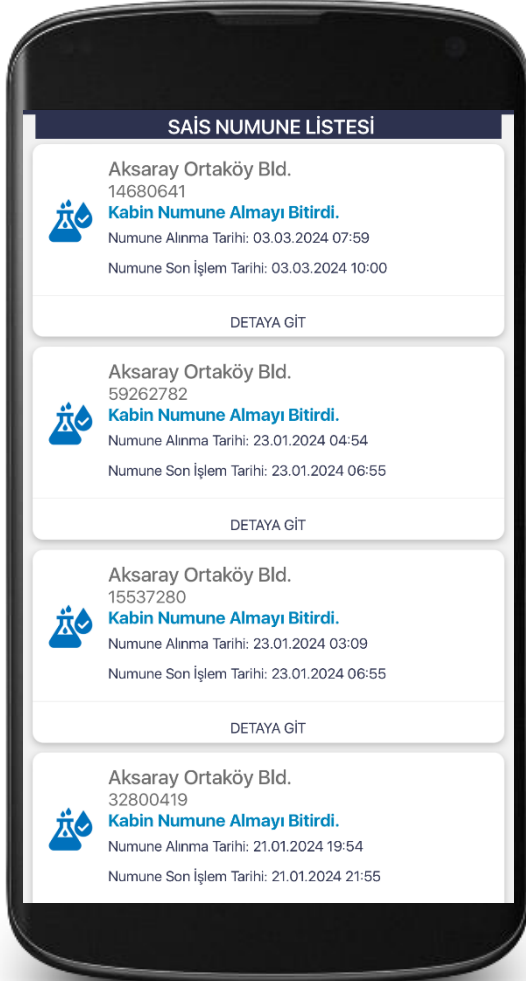 SAİS NUMUNE LİSTESİ
Aksaray Ortaköy Bld.
14680641
Kabin Numune Almayı Bitirdi.
Numune Alınma Tarihi: 03.03.2024 07:59
Numune Son İşlem Tarihi: 03.03.2024 10:00
DETAYA GİT
Aksaray Ortaköy Bld.
59262782
Kabin Numune Almayı Bitirdi.
Numune Alınma Tarihi: 23.01.2024 04:54
Numune Son İşlem Tarihi: 23.01.2024 06:55
DETAYA GİT
Aksaray Ortaköy Bld.
15537280
Kabin Numune Almayı Bitirdi.
Numune Alınma Tarihi: 23.01.2024 03:09
Numune Son İşlem Tarihi: 23.01.2024 06:55
DETAYA GİT
Aksaray Ortaköy Bld.
32800419
Kabin Numune Almayı Bitirdi.
Numune Alınma Tarihi: 21.01.2024 19:54
Numune Son İşlem Tarihi: 21.01.2024 21:55